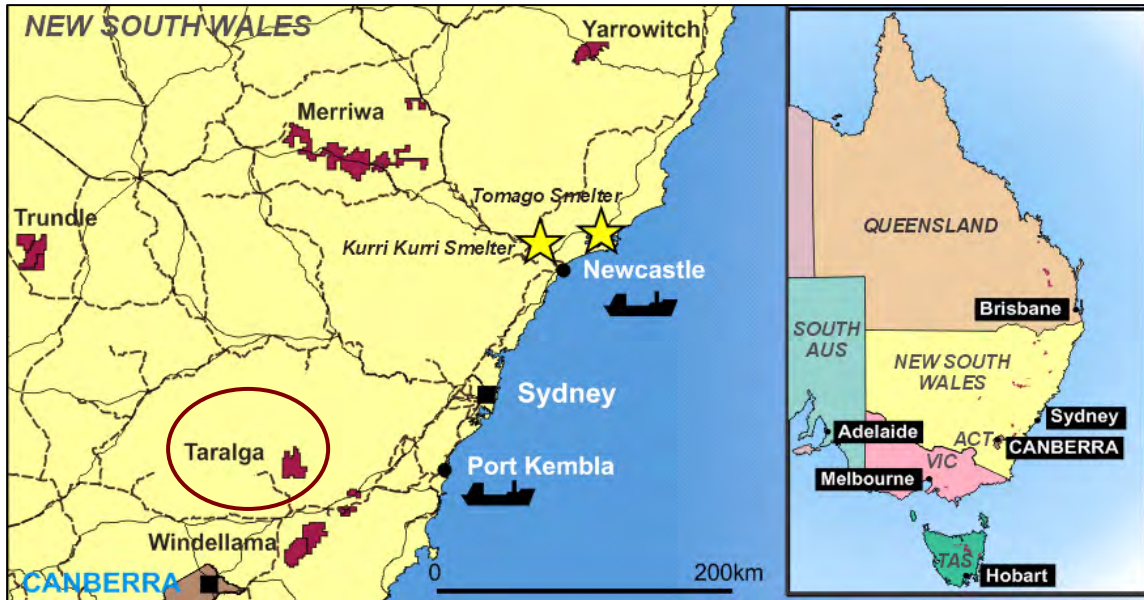 NEW SOUTH WALES
Yarrowitch
Merriwa
Tomago Smelter
Trundle
Kurri Kurri Smelter
Newcastle
Sydney
Taralga
Port Kembla
Windellama
CANBERRA
0
200km
QUEENSLAND
Brisbane
SOUTH
AUS
NEW SOUTH
WALES
Sydney
Adelaide
ACT
CANBERRA
VIC
Melbourne
TAS
Hobart